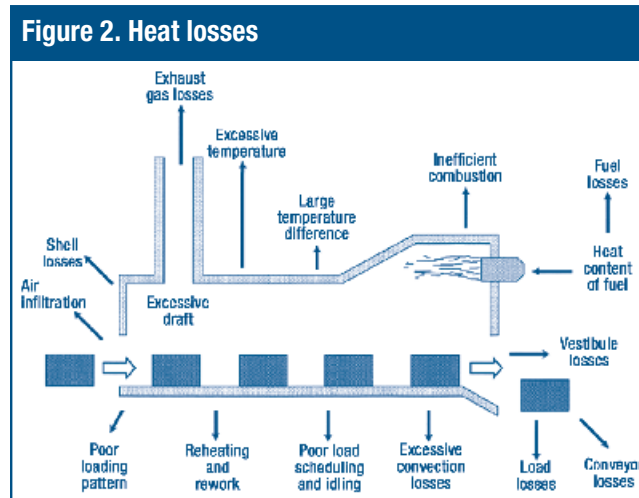 Figure 2. Heat losses
Exhaust
gas losses
Excessive
temperature
Inefficient
combustion
Fuel
losses
Large
temperature
difference
Shell
losses
Heat
content
of fuel
Air
infiltration
Excessive
draft
Vestibule
losses
Poor
loading
pattern
Reheating
and
rework
Poor load
scheduling
and idling
Excessive
convection
losses
Load
losses
Conveyo
losses